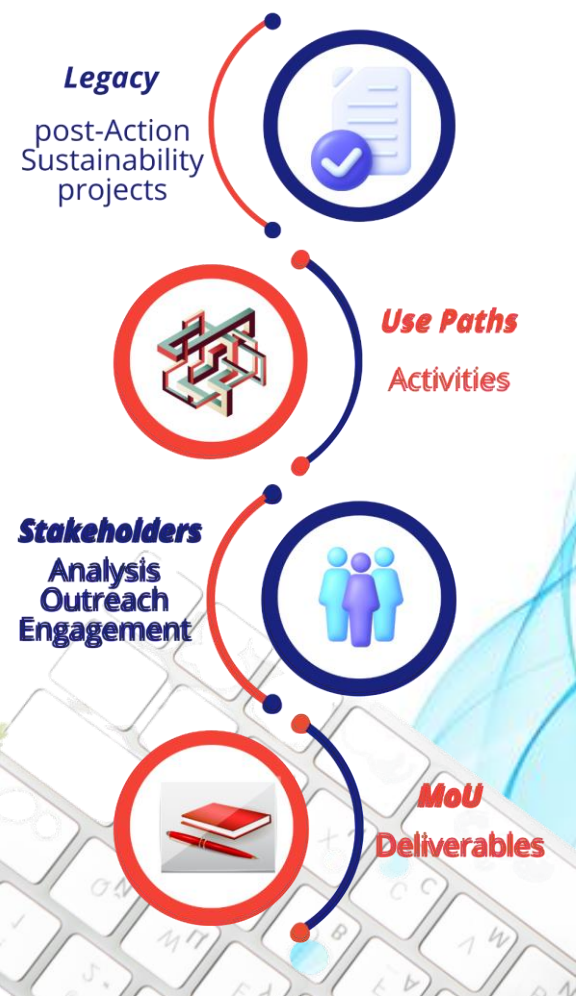 Legacy
post-Action
Sustainability
projects
Use Paths
Activities
Stakeholders
Analysis
Outreach
Engagement
MoU
Deliverables